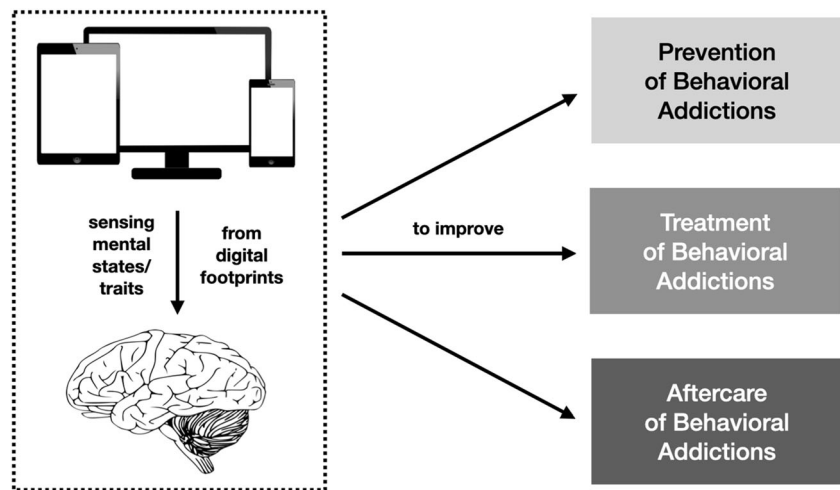 sensing
mental
states/
traits
from
digital
footprints
to improve
Prevention
of Behavioral
Addictions
Treatment
of Behavioral
Addictions
Aftercare
of Behavioral
Addictions